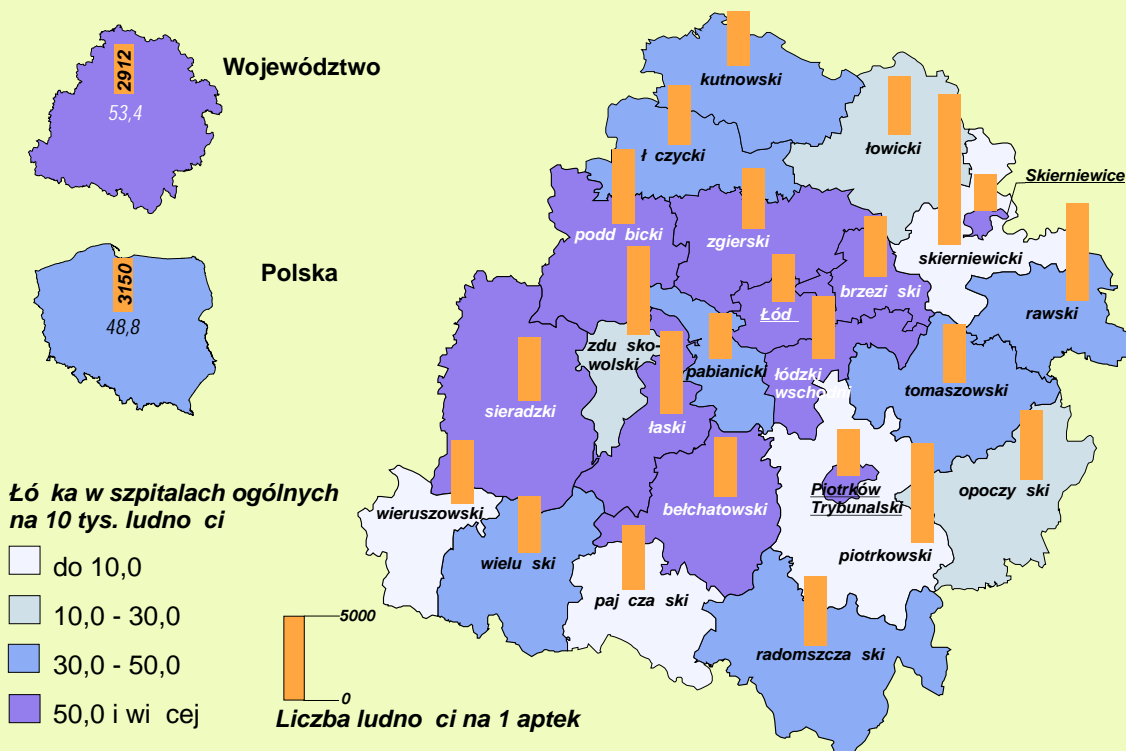 2912
Województwo
53,4
3150
Polska
48,8
kutnowski
ł czycki
łowicki
Skierniewice
podd bicki
zgierski
skierniewicki
brzezi ski
rawski
Łód
zdu sko-
wolski
pabianicki
łódzki
wschodni
tomaszowski
sieradzki
łaski
Piotrków
Trybunalski
opoczy ski
wieruszowski
bełchatowski
piotrkowski
wielu ski
paj cza ski
radomszcza ski
Łó ka w szpitalach ogólnych
na 10 tys. ludno ci
do 10,0
10,0 - 30,0
30,0 - 50,0
50,0 i wi cej
5000
0
Liczba ludno ci na 1 aptek